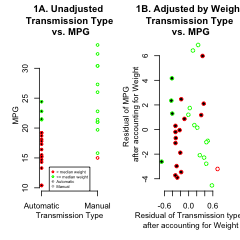 1A. Unadjusted
Transmission Type
vs. MPG
MPG
10 15 20 25 30
Automatic Manual
Transmission Type
> median weight
<= median weight
Automatic
Manual
1B. Adjusted by Weigh
Transmission Type
vs. MPG
Residual of MPG
after accounting for Weight
-4 -2 0 2 4 6
-0.6 0.0 0.6
Residual of Transmission type
after accounting for Weight